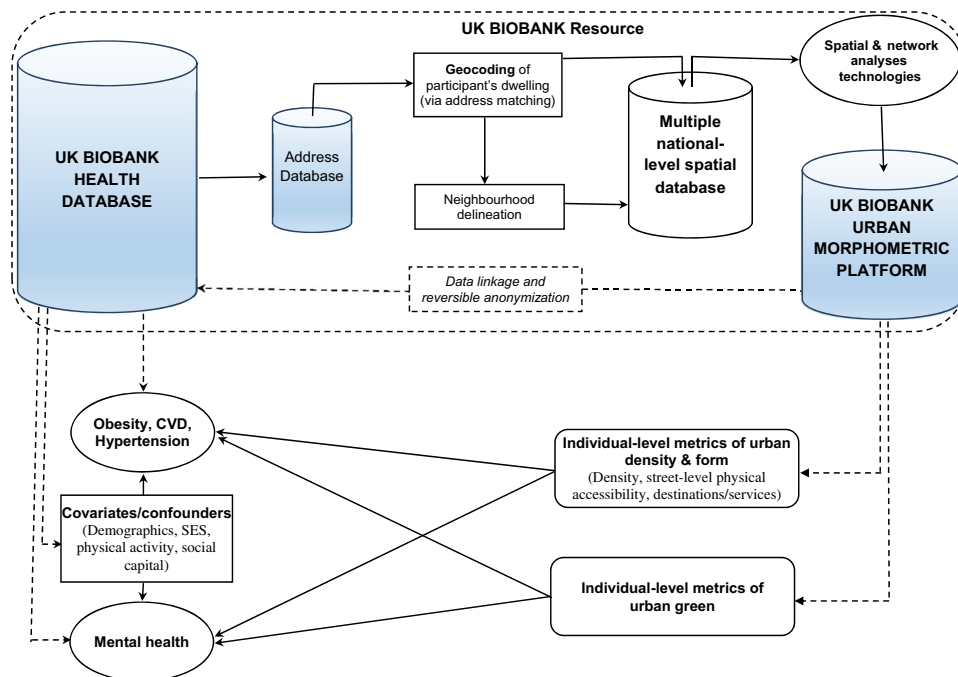 UK BIOBANK Resource
UK BIOBANK
HEALTH
DATABASE
Address
Database
Geocoding of
participant's dwelling
(via address matching)
Neighbourhood
delineation
Multiple
national-
level spatial
database
Spatial & network
analyses
technologies
UK BIOBANK
URBAN
MORPHOMETRIC
PLATFORM
Data linkage and
reversible anonymization
Obesity, CVD,
Hypertension
Covariates/confounders
(Demographics, SES,
physical activity, social
capital)
Mental health
Individual-level metrics of urban
density & form
(Density, street-level physical
accessibility, destinations/services)
Individual-level metrics of
urban green